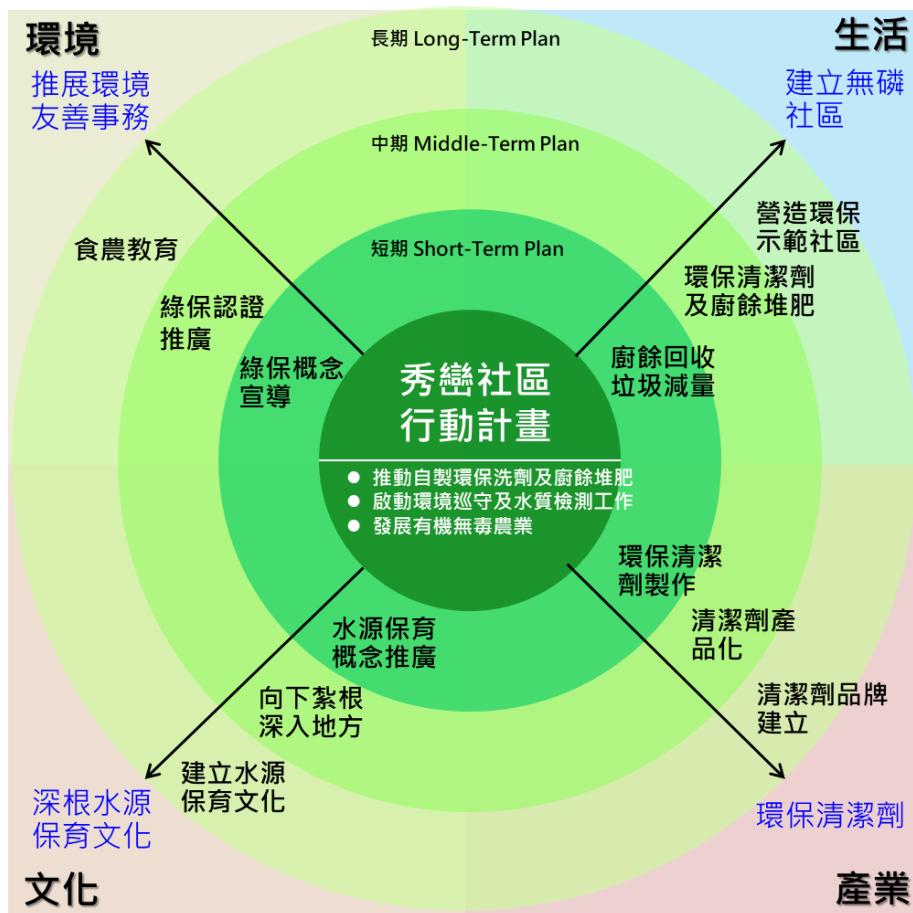 環境
推展環境
友善事務
生活
建立無磷
社區
長期 Long-Term Plan
中期 Middle-Term Plan
短期 Short-Term Plan
食農教育
綠保認證
推廣
綠保概念
宣導
營造環保
示範社區
環保清潔劑
及廚餘堆肥
廚餘回收
垃圾減量
秀巒社區
行動計畫
● 推動自製環保洗劑及廚餘堆肥
● 啟動環境巡守及水质檢測工作
● 發展有機無毒農業
水源保育
概念推廣
向下紮根
深入地方
建立水源
保育文化
深根水源
保育文化
文化
環保清潔
劑製作
清潔劑產
品化
清潔劑品牌
建立
環保清潔劑
產業